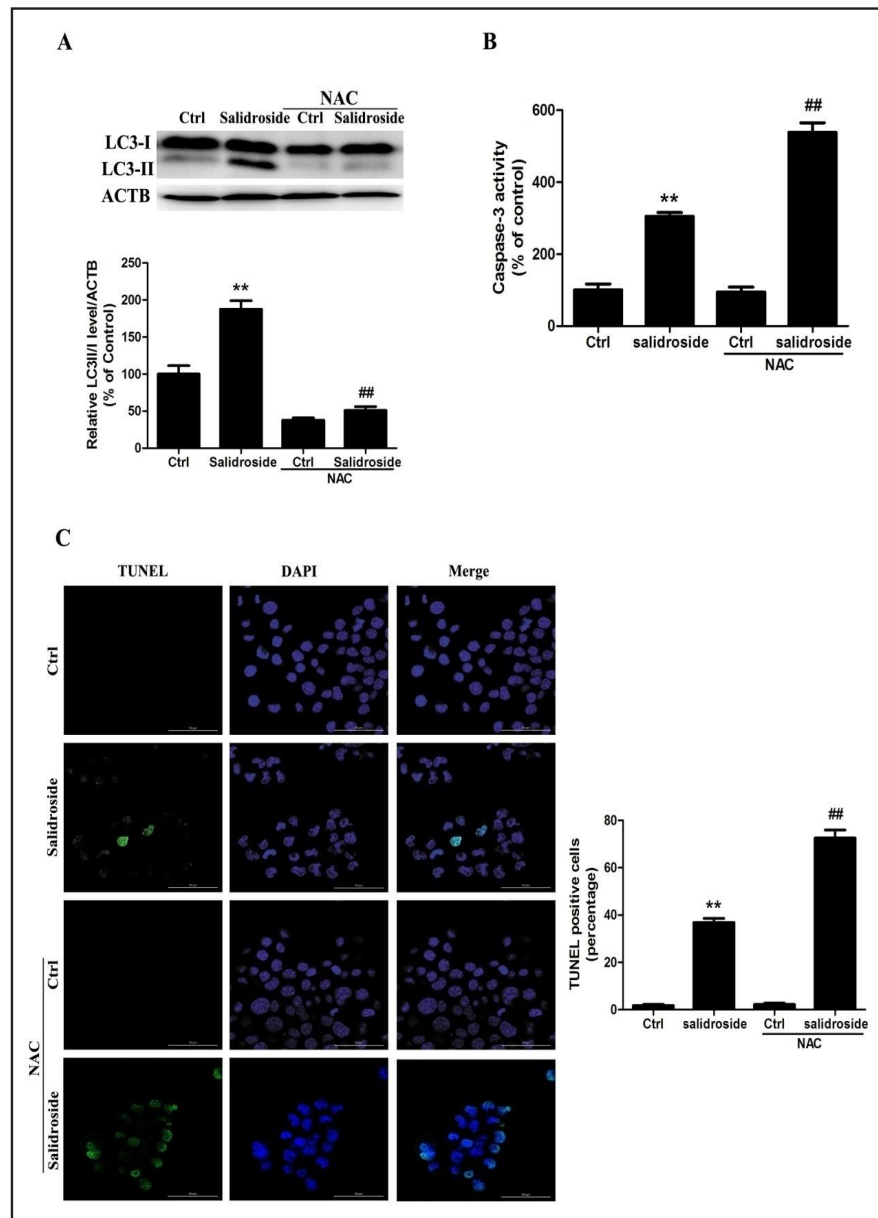 A
NAC
Ctrl Salidroside Ctrl Salidroside
LC3-I
LC3-II
ACTB
Relative LC3II/I level/ACTB
(% of Control)
250
200
150
100
50
0
**
##
Ctrl Salidroside Ctrl Salidroside
NAC
B
Caspase-3 activity
(% of control)
600
400
200
0
**
##
Ctrl salidroside Ctrl salidroside
NAC
C
TUNEL DAPI Merge
Ctrl
Salidroside
NAC
Ctrl
Salidroside
TUNEL positive cells
(percentage)
80
60
40
20
0
**
##
Ctrl salidroside Ctrl salidroside
NAC